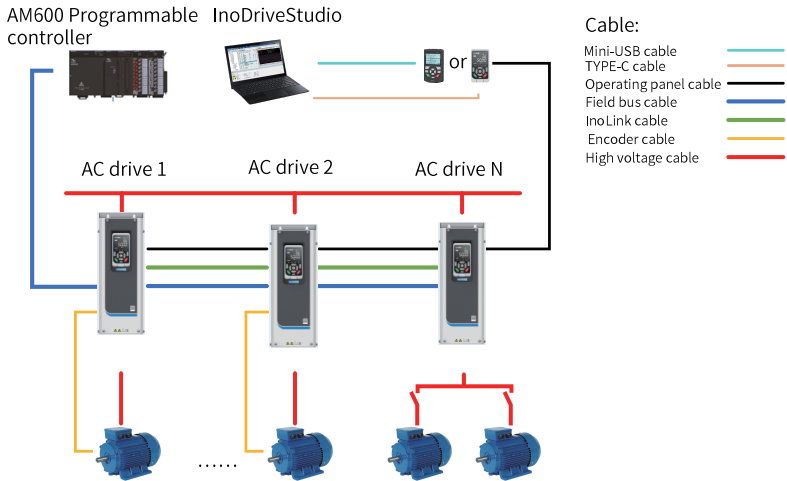 AM600 Programmable
controller
InoDriveStudio
or
Cable:
Mini-USB cable
TYPE-C cable
Operating panel cable
Field bus cable
InoLink cable
Encoder cable
High voltage cable
AC drive 1
AC drive 2
AC drive N
......